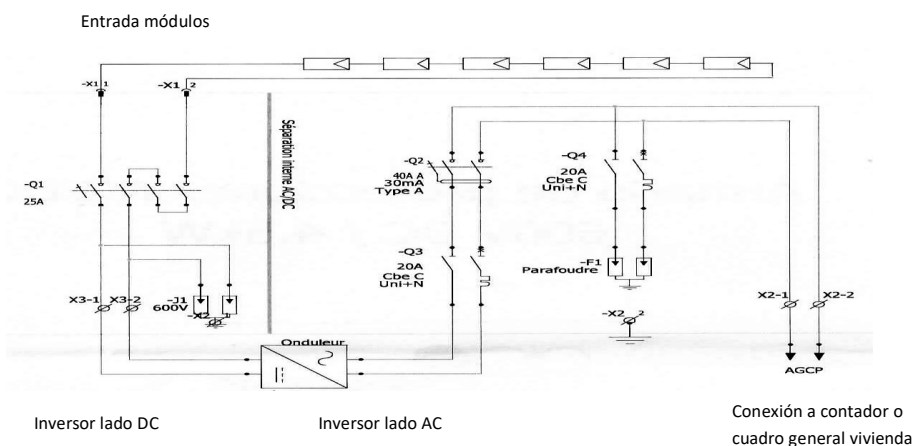 Entrada módulos
-X1 1
-X1 2
Séparation interne AC/DC
-Q1
25A
-Q2
40A A
30mA
Type A
-Q4
20A
Cbe C
Uni+N
-Q3
20A
Cbe C
Uni+N
-F1
Parafoudre
X3-1
X3-2
-J1
600V
-X2 1
-X2 2
X2-1
X2-2
Onduleur
AGCP
Inversor lado DC
Inversor lado AC
Conexión a contador o
cuadro general vivienda